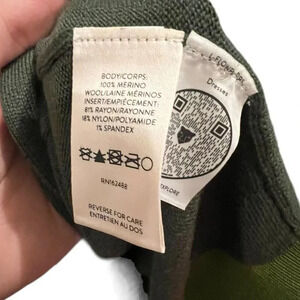 BODY/CORPS:
100% MERINO
WOOL/LAINE MÉRINOS
INSERT/EMPIÈCEMENT:
81% RAYON/RAYONNE
18% NYLON/POLYAMIDE
1% SPANDEX
RN162488
REVERSE FOR CARE
ENTRETIEN AU DOS
Dresses
EXPLORE